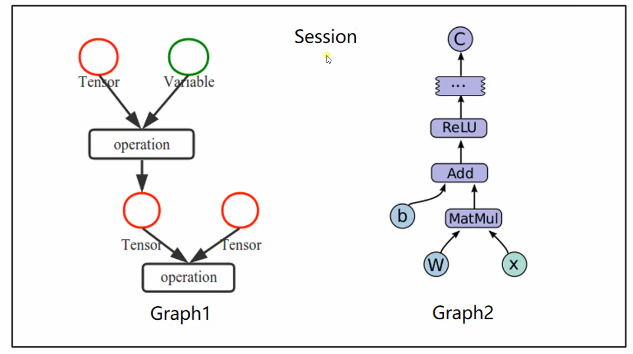 Session
Tensor
Variable
operation
Tensor
Tensor
operation
Graph1
C
...
ReLU
Add
b
MatMul
W
x
Graph2